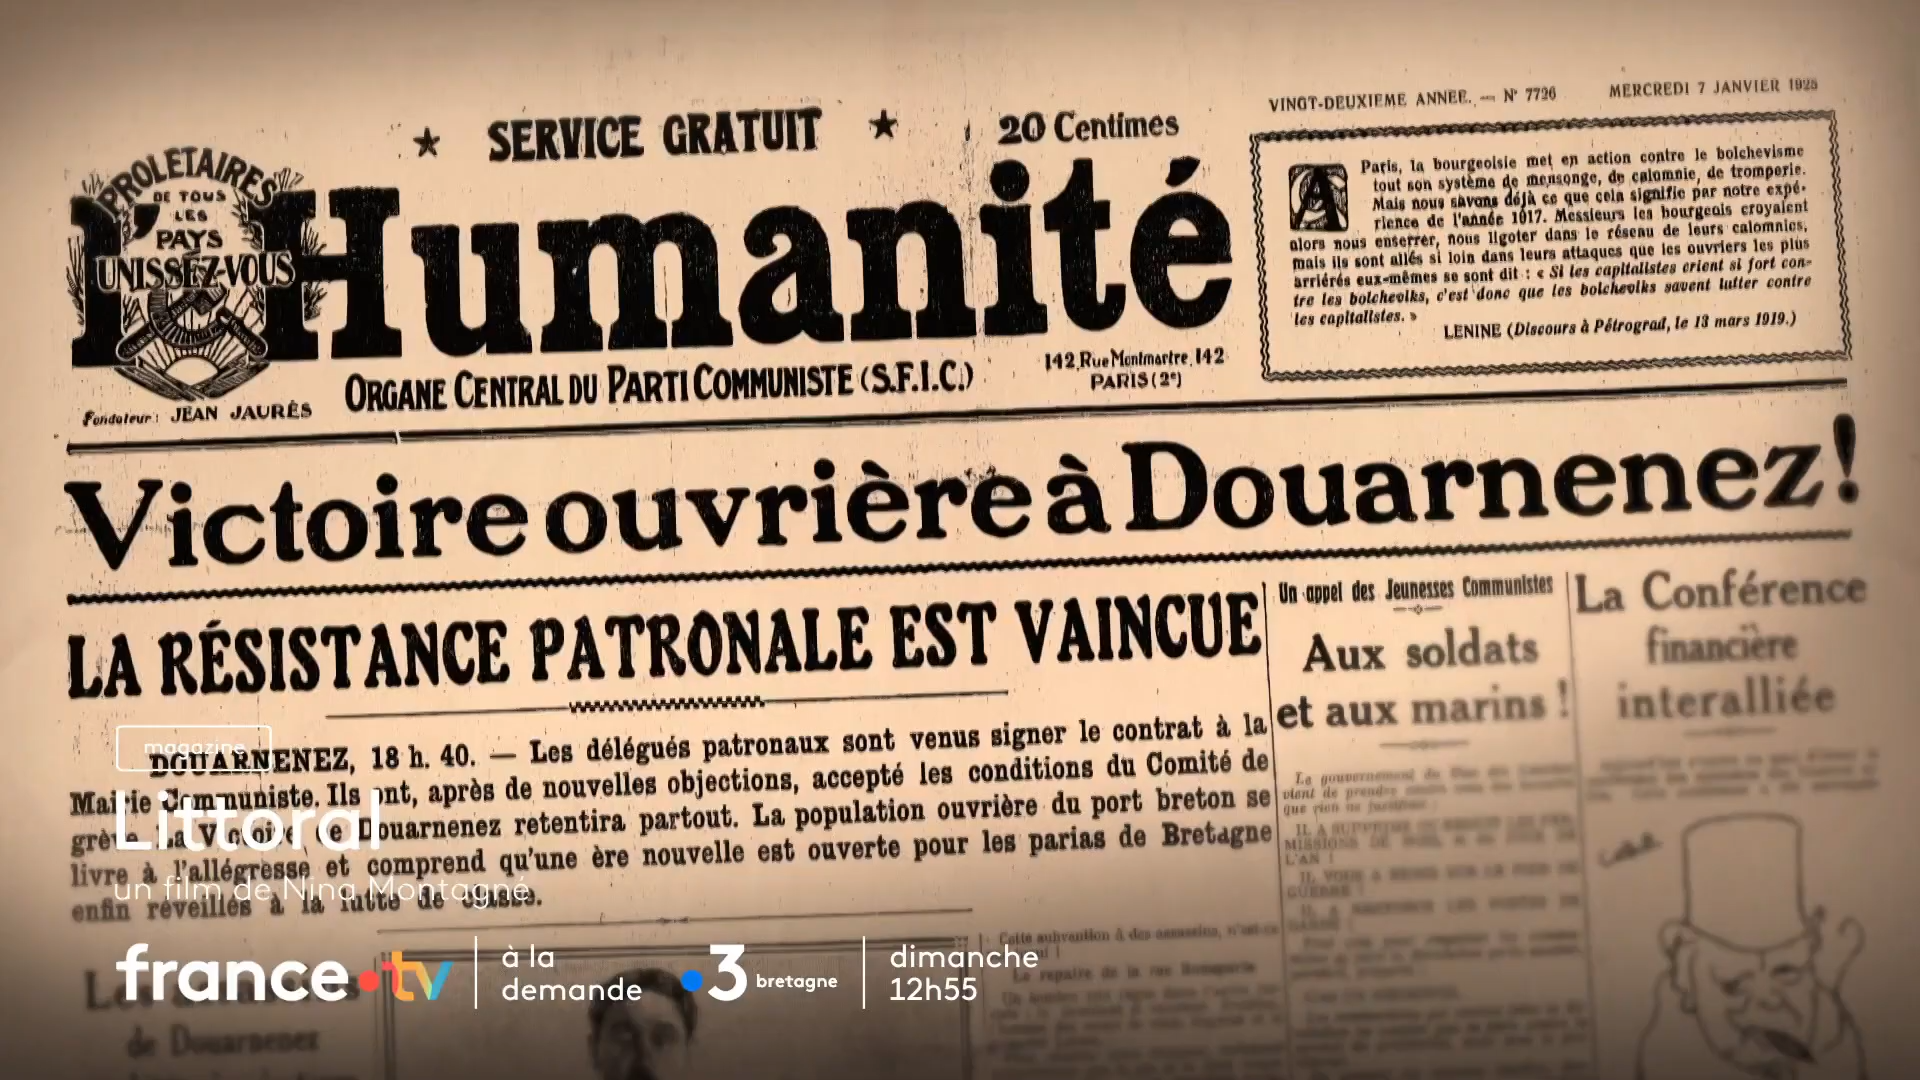 VINGT-DEUXIEME ANNEE. — N° 7726
MERCREDI 7 JANVIER 1925
★ SERVICE GRATUIT ★
20 Centimes
PROLETAIRES
DE TOUS
LES
PAYS
UNISSEZ-VOUS
l'Humanité
Fondateur : JEAN JAURÈS
ORGANE CENTRAL DU PARTI COMMUNISTE (S.F.I.C.)
142, Rue Montmartre, 142
PARIS (2e)
A Paris, la bourgeoisie met en action contre le bolchevisme
tout son système de mensonge, de calomnie, de tromperie.
Mais nous savons déjà ce que cela signifie par notre expé-
rience de l'année 1917. Messieurs les bourgeois croyaient
alors nous enserrer, nous ligoter dans le réseau de leurs calomnies,
mais ils sont allés si loin dans leurs attaques que les ouvriers les plus
arriérés eux-mêmes se sont dit : « Si les capitalistes crient si fort con-
tre les bolcheviks, c'est donc que les bolcheviks savent lutter contre
les capitalistes. »
LENINE (Discours à Pétrograd, le 13 mars 1919.)
Victoire ouvrière à Douarnenez !
LA RÉSISTANCE PATRONALE EST VAINCUE
DOUARNENEZ, 18 h. 40. — Les délégués patronaux sont venus signer le contrat à la
Mairie Communiste. Ils ont, après de nouvelles objections, accepté les conditions du Comité de
grève. La Victoire de Douarnenez retentira partout. La population ouvrière du port breton se
livre à l'allégresse et comprend qu'une ère nouvelle est ouverte pour les parias de Bretagne
enfin réveillés à la lutte de classe.
Un appel des Jeunesses Communistes
Aux soldats
et aux marins !
La Conférence
financière
interalliée
de Douarnenez
magazine
Littoral
un film de Nina Montagné
france.tv
à la
demande
3 bretagne
dimanche
12h55